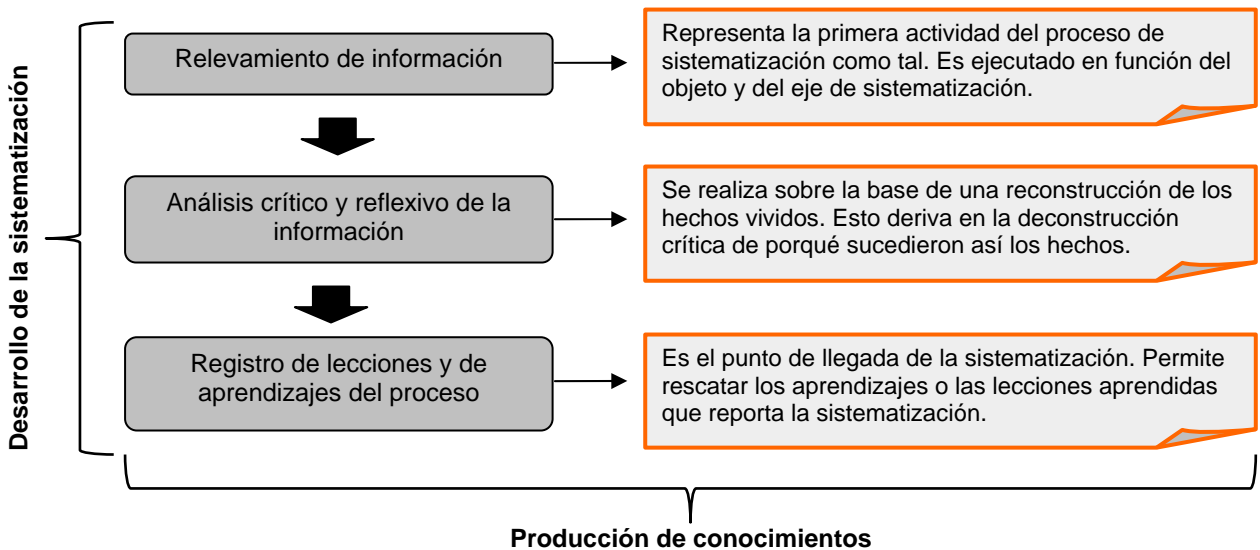 Desarrollo de la sistematización
Relevamiento de información
Representa la primera actividad del proceso de
sistematización como tal. Es ejecutado en función del
objeto y del eje de sistematización.
Análisis crítico y reflexivo de la
información
Se realiza sobre la base de una reconstrucción de los
hechos vividos. Esto deriva en la deconstrucción
crítica de porqué sucedieron así los hechos.
Registro de lecciones y de
aprendizajes del proceso
Es el punto de llegada de la sistematización. Permite
rescatar los aprendizajes o las lecciones aprendidas
que reporta la sistematización.
Producción de conocimientos